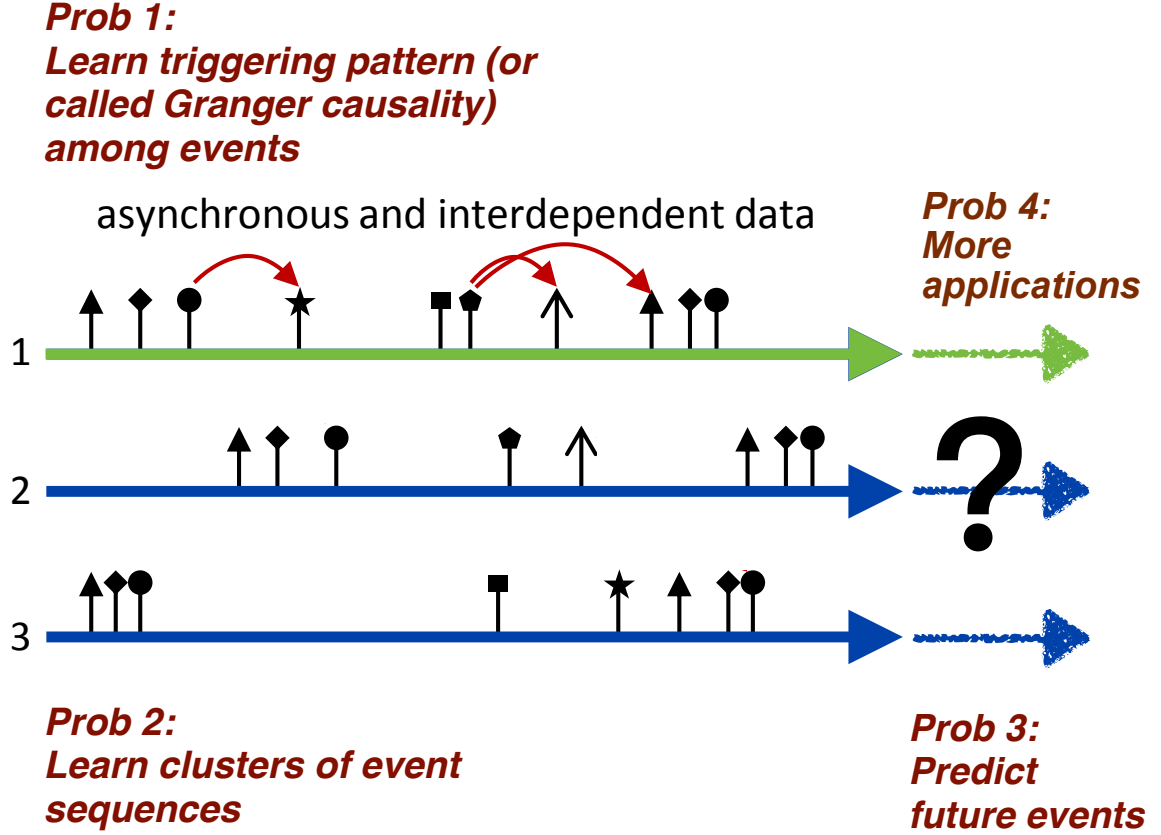 Prob 1:
Learn triggering pattern (or
called Granger causality)
among events
asynchronous and interdependent data
Prob 4:
More
applications
1
2
?
3
Prob 2:
Learn clusters of event
sequences
Prob 3:
Predict
future events